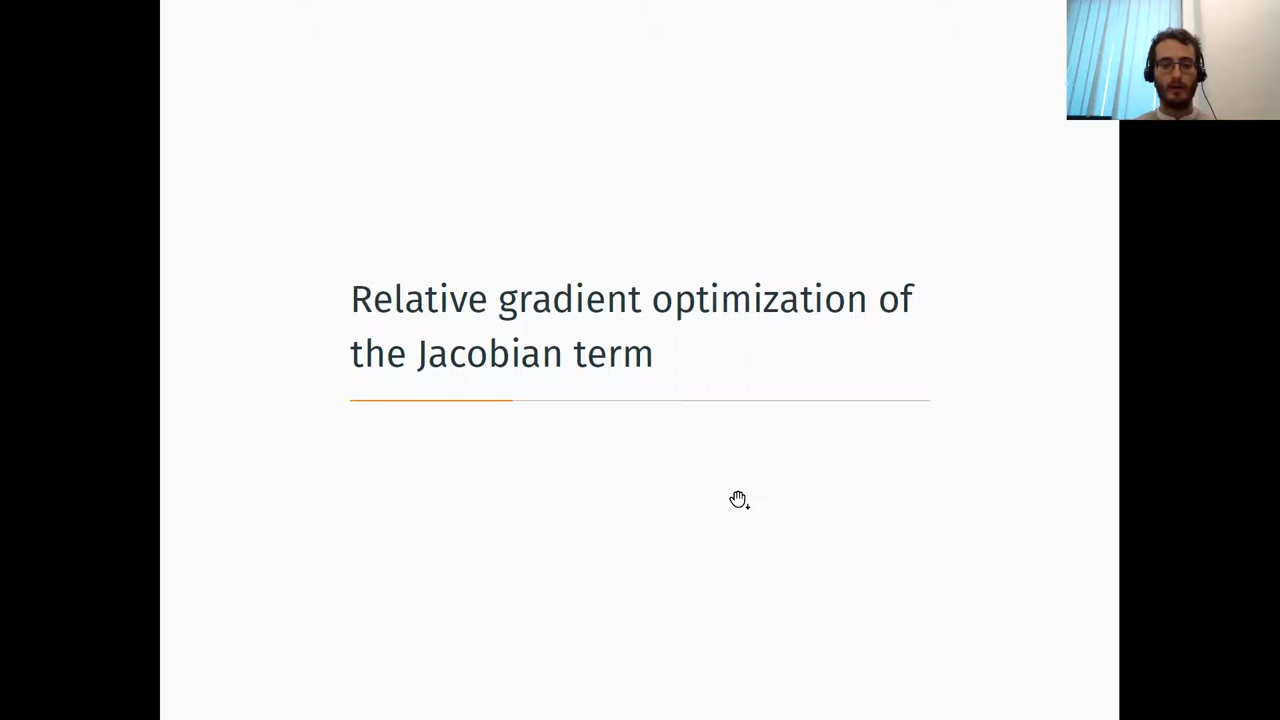 Relative gradient optimization of
the Jacobian term